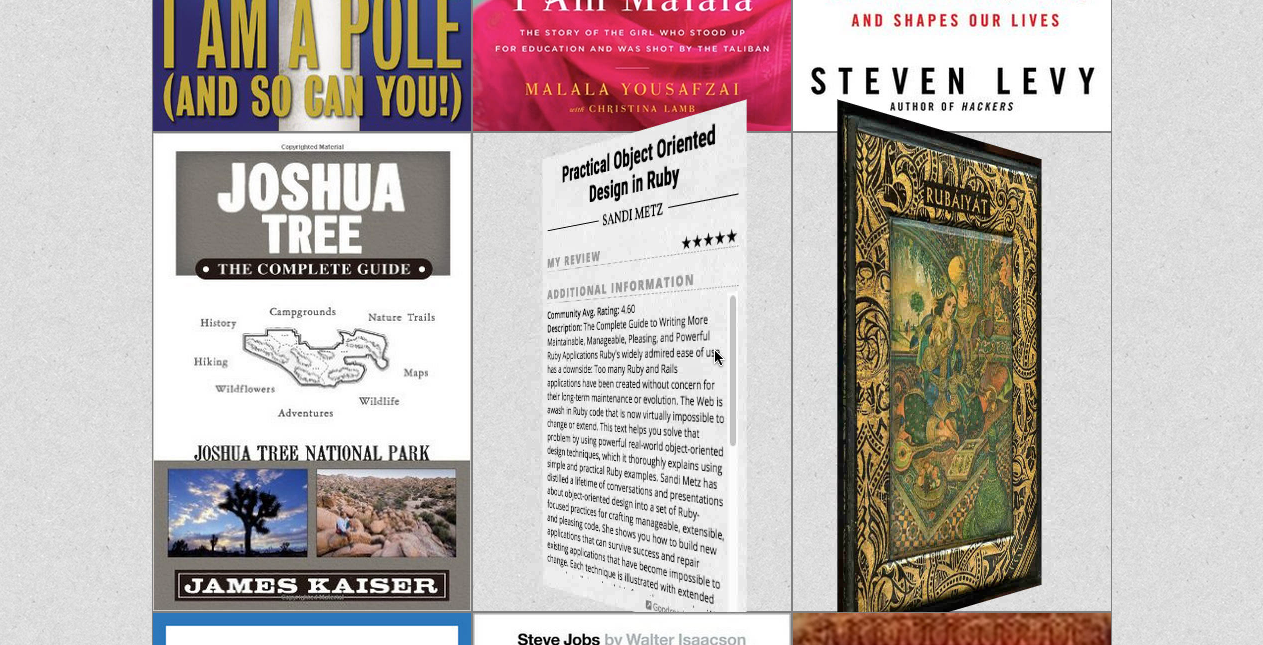 I AM A POLE
(AND SO CAN YOU!)
I Am Malala
THE STORY OF THE GIRL WHO STOOD UP
FOR EDUCATION AND WAS SHOT BY THE TALIBAN
MALALA YOUSAFZAI
with CHRISTINA LAMB
AND SHAPES OUR LIVES
STEVEN LEVY
AUTHOR OF HACKERS
Copyrighted Material
JOSHUA
TREE
• THE COMPLETE GUIDE •
Campgrounds
History
Nature Trails
Hiking
Maps
Wildflowers
Wildlife
Adventures
JOSHUA TREE NATIONAL PARK
JAMES KAISER
Copyrighted Material
Practical Object Oriented
Design in Ruby
SANDI METZ
★★★★★
MY REVIEW
ADDITIONAL INFORMATION
Community Avg. Rating: 4.60
Description: The Complete Guide to Writing More
Maintainable, Manageable, Pleasing, and Powerful
Ruby Applications Ruby's widely admired ease of use
has a downside: Too many Ruby and Rails
applications have been created without concern for
their long-term maintenance or evolution. The Web is
awash in Ruby code that is now virtually impossible to
change or extend. This text helps you solve that
problem by using powerful real-world object-oriented
design techniques, which it thoroughly explains using
simple and practical Ruby examples. Sandi Metz has
distilled a lifetime of conversations and presentations
about object-oriented design into a set of Ruby-
focused practices for crafting manageable, extensible,
and pleasing code. She shows you how to build new
applications that can survive success and repair
existing applications that have become impossible to
change. Each technique is illustrated with extended
RUBAIYAT
Steve Jobs by Walter Isaacson